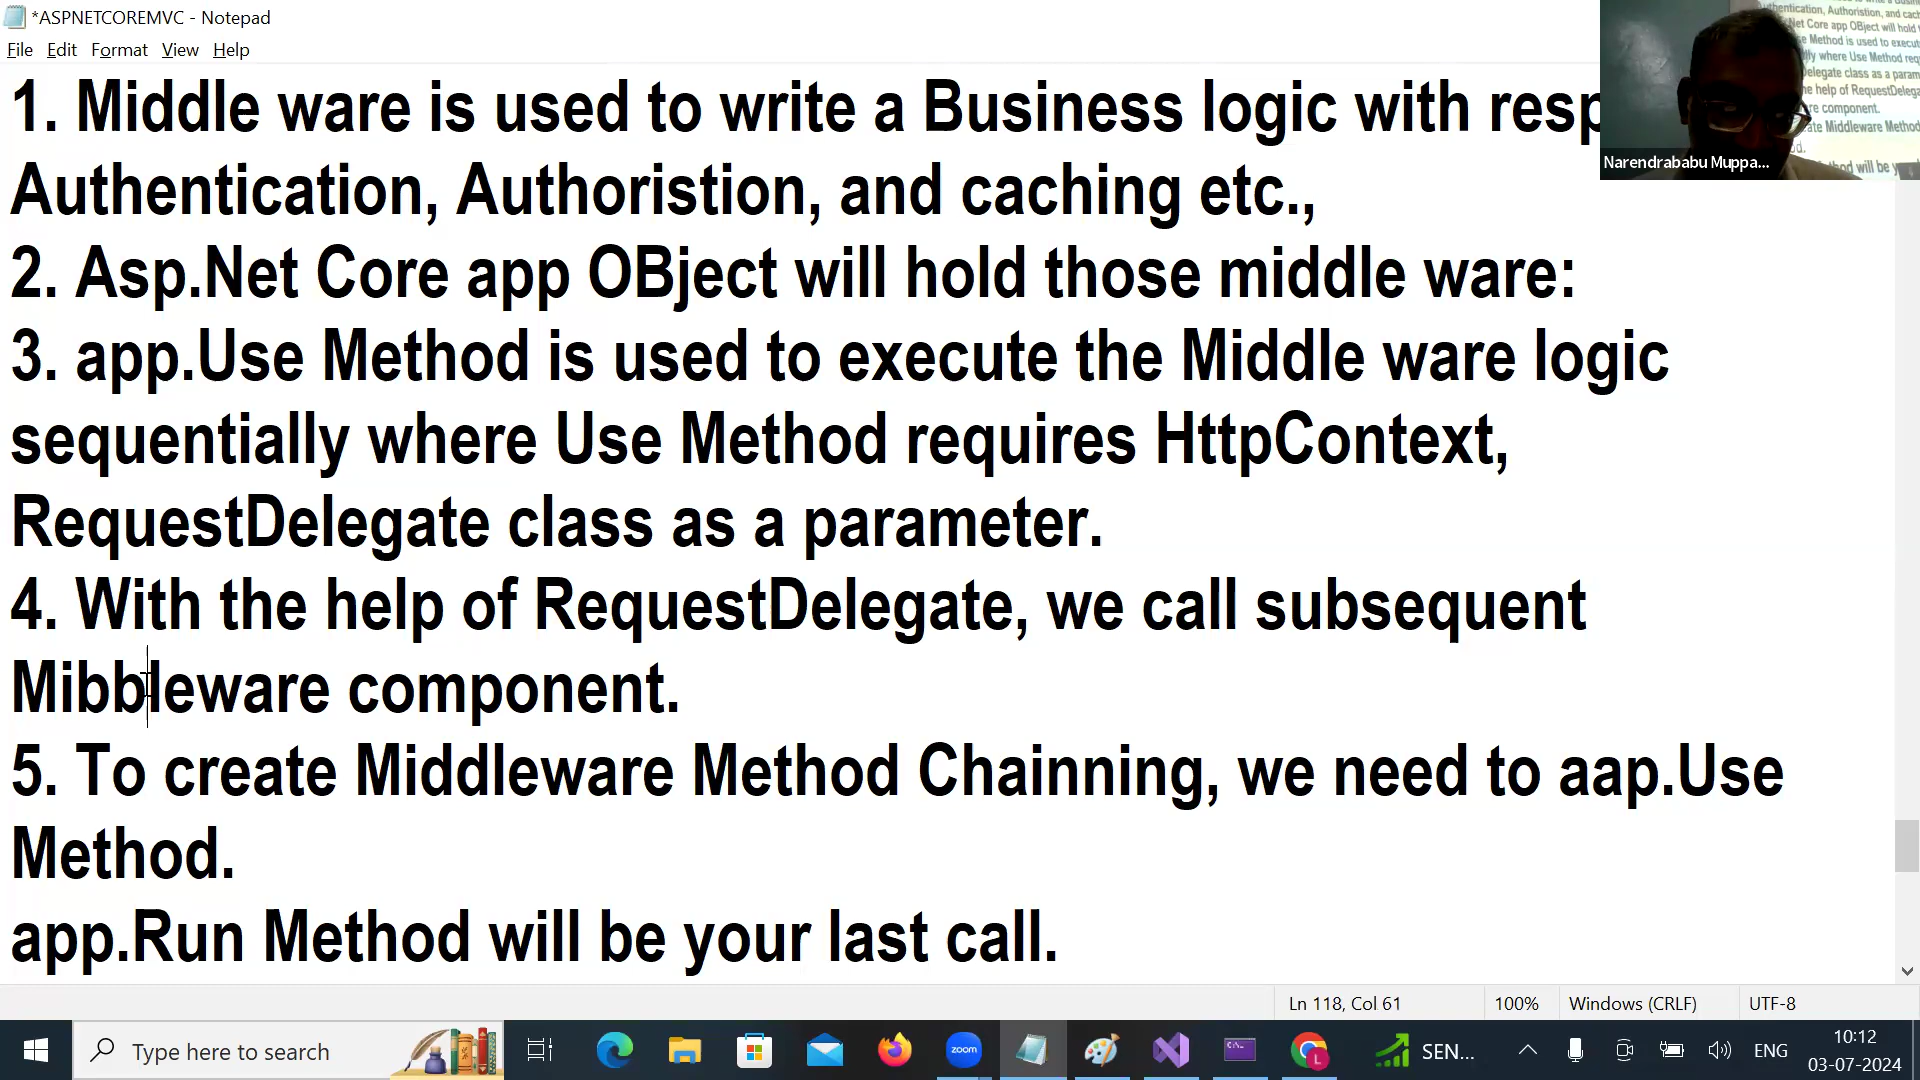 *ASPNETCOREMVC - Notepad
File Edit Format View Help
1. Middle ware is used to write a Business logic with resp
Authentication, Authoristion, and caching etc.,
2. Asp.Net Core app OBject will hold those middle ware:
3. app.Use Method is used to execute the Middle ware logic
sequentially where Use Method requires HttpContext,
RequestDelegate class as a parameter.
4. With the help of RequestDelegate, we call subsequent
Mibbleware component.
5. To create Middleware Method Chainning, we need to aap.Use
Method.
app.Run Method will be your last call.
Narendrababu Muppa...
Ln 118, Col 61 100% Windows (CRLF) UTF-8
Type here to search
zoom
L
SEN...
ENG
10:12
03-07-2024